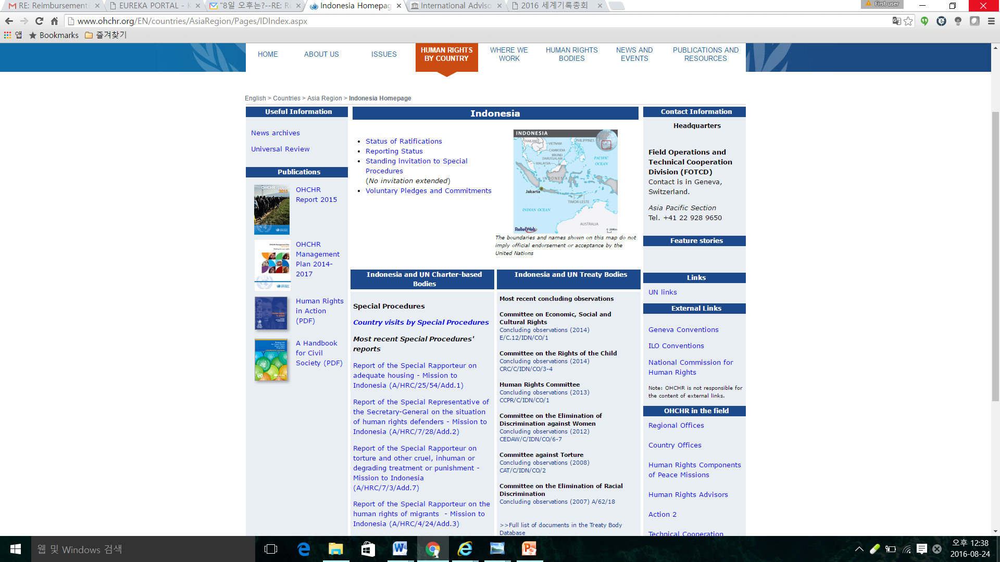 RE: Reimbursement?
EUREKA PORTAL - K
"8일 오후는?--RE: R
Indonesia Homepag
International Adviso
2016 세계기록총회
First user
www.ohchr.org/EN/countries/AsiaRegion/Pages/IDIndex.aspx
앱
Bookmarks
즐겨찾기
HOME
ABOUT US
ISSUES
HUMAN RIGHTS
BY COUNTRY
WHERE WE
WORK
HUMAN RIGHTS
BODIES
NEWS AND
EVENTS
PUBLICATIONS AND
RESOURCES
English > Countries > Asia Region > Indonesia Homepage
Useful Information
News archives
Universal Review
Publications
OHCHR
Report 2015
OHCHR
Management
Plan 2014-
2017
Human Rights
in Action
(PDF)
A Handbook
for Civil
Society (PDF)
Indonesia
Status of Ratifications
Reporting Status
Standing invitation to Special
Procedures
(No invitation extended)
Voluntary Pledges and Commitments
INDONESIA
THAILAND
VIETNAM
PHILIPPINES
CAMBODIA
BRUNEI
DARUSSALAM
MALAYSIA
PACIFIC
OCEAN
INDONESIA
Jakarta
TIMOR-LESTE
INDIAN OCEAN
AUSTRALIA
ReliefWeb
The boundaries and names shown on this map do not
imply official endorsement or acceptance by the
United Nations
Indonesia and UN Charter-based
Bodies
Special Procedures
Country visits by Special Procedures
Most recent Special Procedures'
reports
Report of the Special Rapporteur on
adequate housing - Mission to
Indonesia (A/HRC/25/54/Add.1)
Report of the Special Representative of
the Secretary-General on the situation
of human rights defenders - Mission to
Indonesia (A/HRC/7/28/Add.2)
Report of the Special Rapporteur on
torture and other cruel, inhuman or
degrading treatment or punishment -
Mission to Indonesia
(A/HRC/7/3/Add.7)
Report of the Special Rapporteur on the
human rights of migrants - Mission to
Indonesia (A/HRC/4/24/Add.3)
Indonesia and UN Treaty Bodies
Most recent concluding observations
Committee on Economic, Social and
Cultural Rights
Concluding observations (2014)
E/C.12/IDN/CO/1
Committee on the Rights of the Child
Concluding observations (2014)
CRC/C/IDN/CO/3-4
Human Rights Committee
Concluding observations (2013)
CCPR/C/IDN/CO/1
Committee on the Elimination of
Discrimination against Women
Concluding observations (2012)
CEDAW/C/IDN/CO/6-7
Committee against Torture
Concluding observations (2008)
CAT/C/IDN/CO/2
Committee on the Elimination of Racial
Discrimination
Concluding observations (2007) A/62/18
>>Full list of documents in the Treaty Body
Database
Contact Information
Headquarters
Field Operations and
Technical Cooperation
Division (FOTCD)
Contact is in Geneva,
Switzerland.
Asia Pacific Section
Tel. +41 22 928 9650
Feature stories
Links
UN links
External Links
Geneva Conventions
ILO Conventions
National Commission for
Human Rights
Note: OHCHR is not responsible for
the content of external links.
OHCHR in the field
Regional Offices
Country Offices
Human Rights Components
of Peace Missions
Human Rights Advisors
Action 2
Technical Cooperation
웹 및 Windows 검색
오후 12:38
2016-08-24